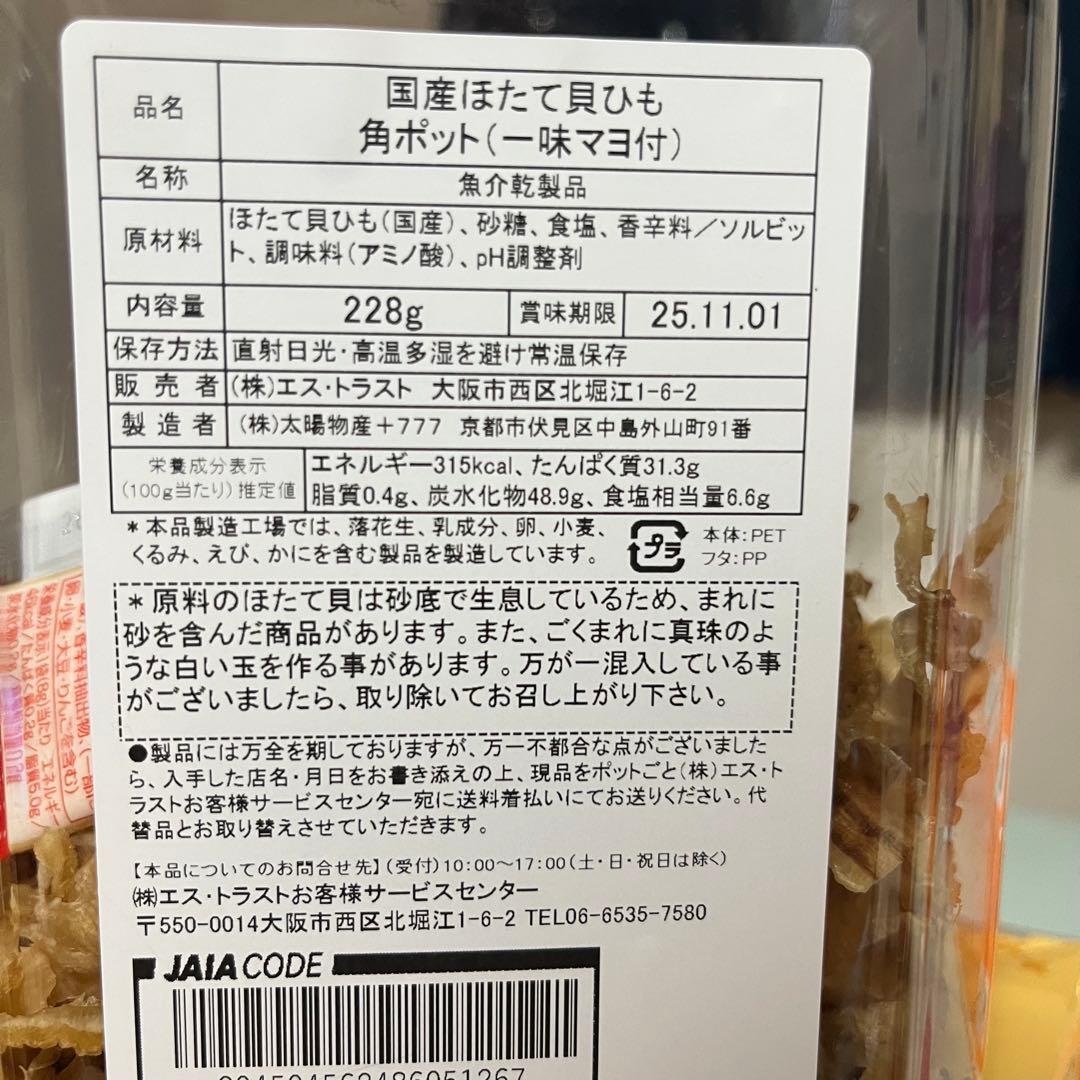 品名 国産ほたて貝ひも
角ポット(一味マヨ付)
名称 魚介乾製品
原材料 ほたて貝ひも(国産)、砂糖、食塩、香辛料／ソルビッ
ト、調味料(アミノ酸)、pH調整剤
内容量 228g 賞味期限 25.11.01
保存方法 直射日光・高温多湿を避け常温保存
販売者 (株)エス・トラスト 大阪市西区北堀江1-6-2
製造者 (株)太陽物産+777 京都市伏見区中島外山町91番
栄養成分表示
(100g当たり)推定値
エネルギー315kcal、たんぱく質31.3g
脂質0.4g、炭水化物48.9g、食塩相当量6.6g
*本品製造工場では、落花生、乳成分、卵、小麦、
くるみ、えび、かにを含む製品を製造しています。
プラ
本体:PET
フタ:PP
*原料のほたて貝は砂底で生息しているため、まれに
砂を含んだ商品があります。また、ごくまれに真珠のよ
うな白い玉を作る事があります。万が一混入している事
がございましたら、取り除いてお召し上がり下さい。
●製品には万全を期しておりますが、万一不都合な点がございました
ら、入手した店名・月日をお書き添えの上、現品をポットごと(株)エス・ト
ラストお客様サービスセンター宛に送料着払いにてお送りください。代
替品とお取り替えさせていただきます。
【本品についてのお問合せ先】(受付)10:00～17:00(土・日・祝日は除く)
㈱エス・トラストお客様サービスセンター
〒550-0014大阪市西区北堀江1-6-2 TEL06-6535-7580
JAIA CODE